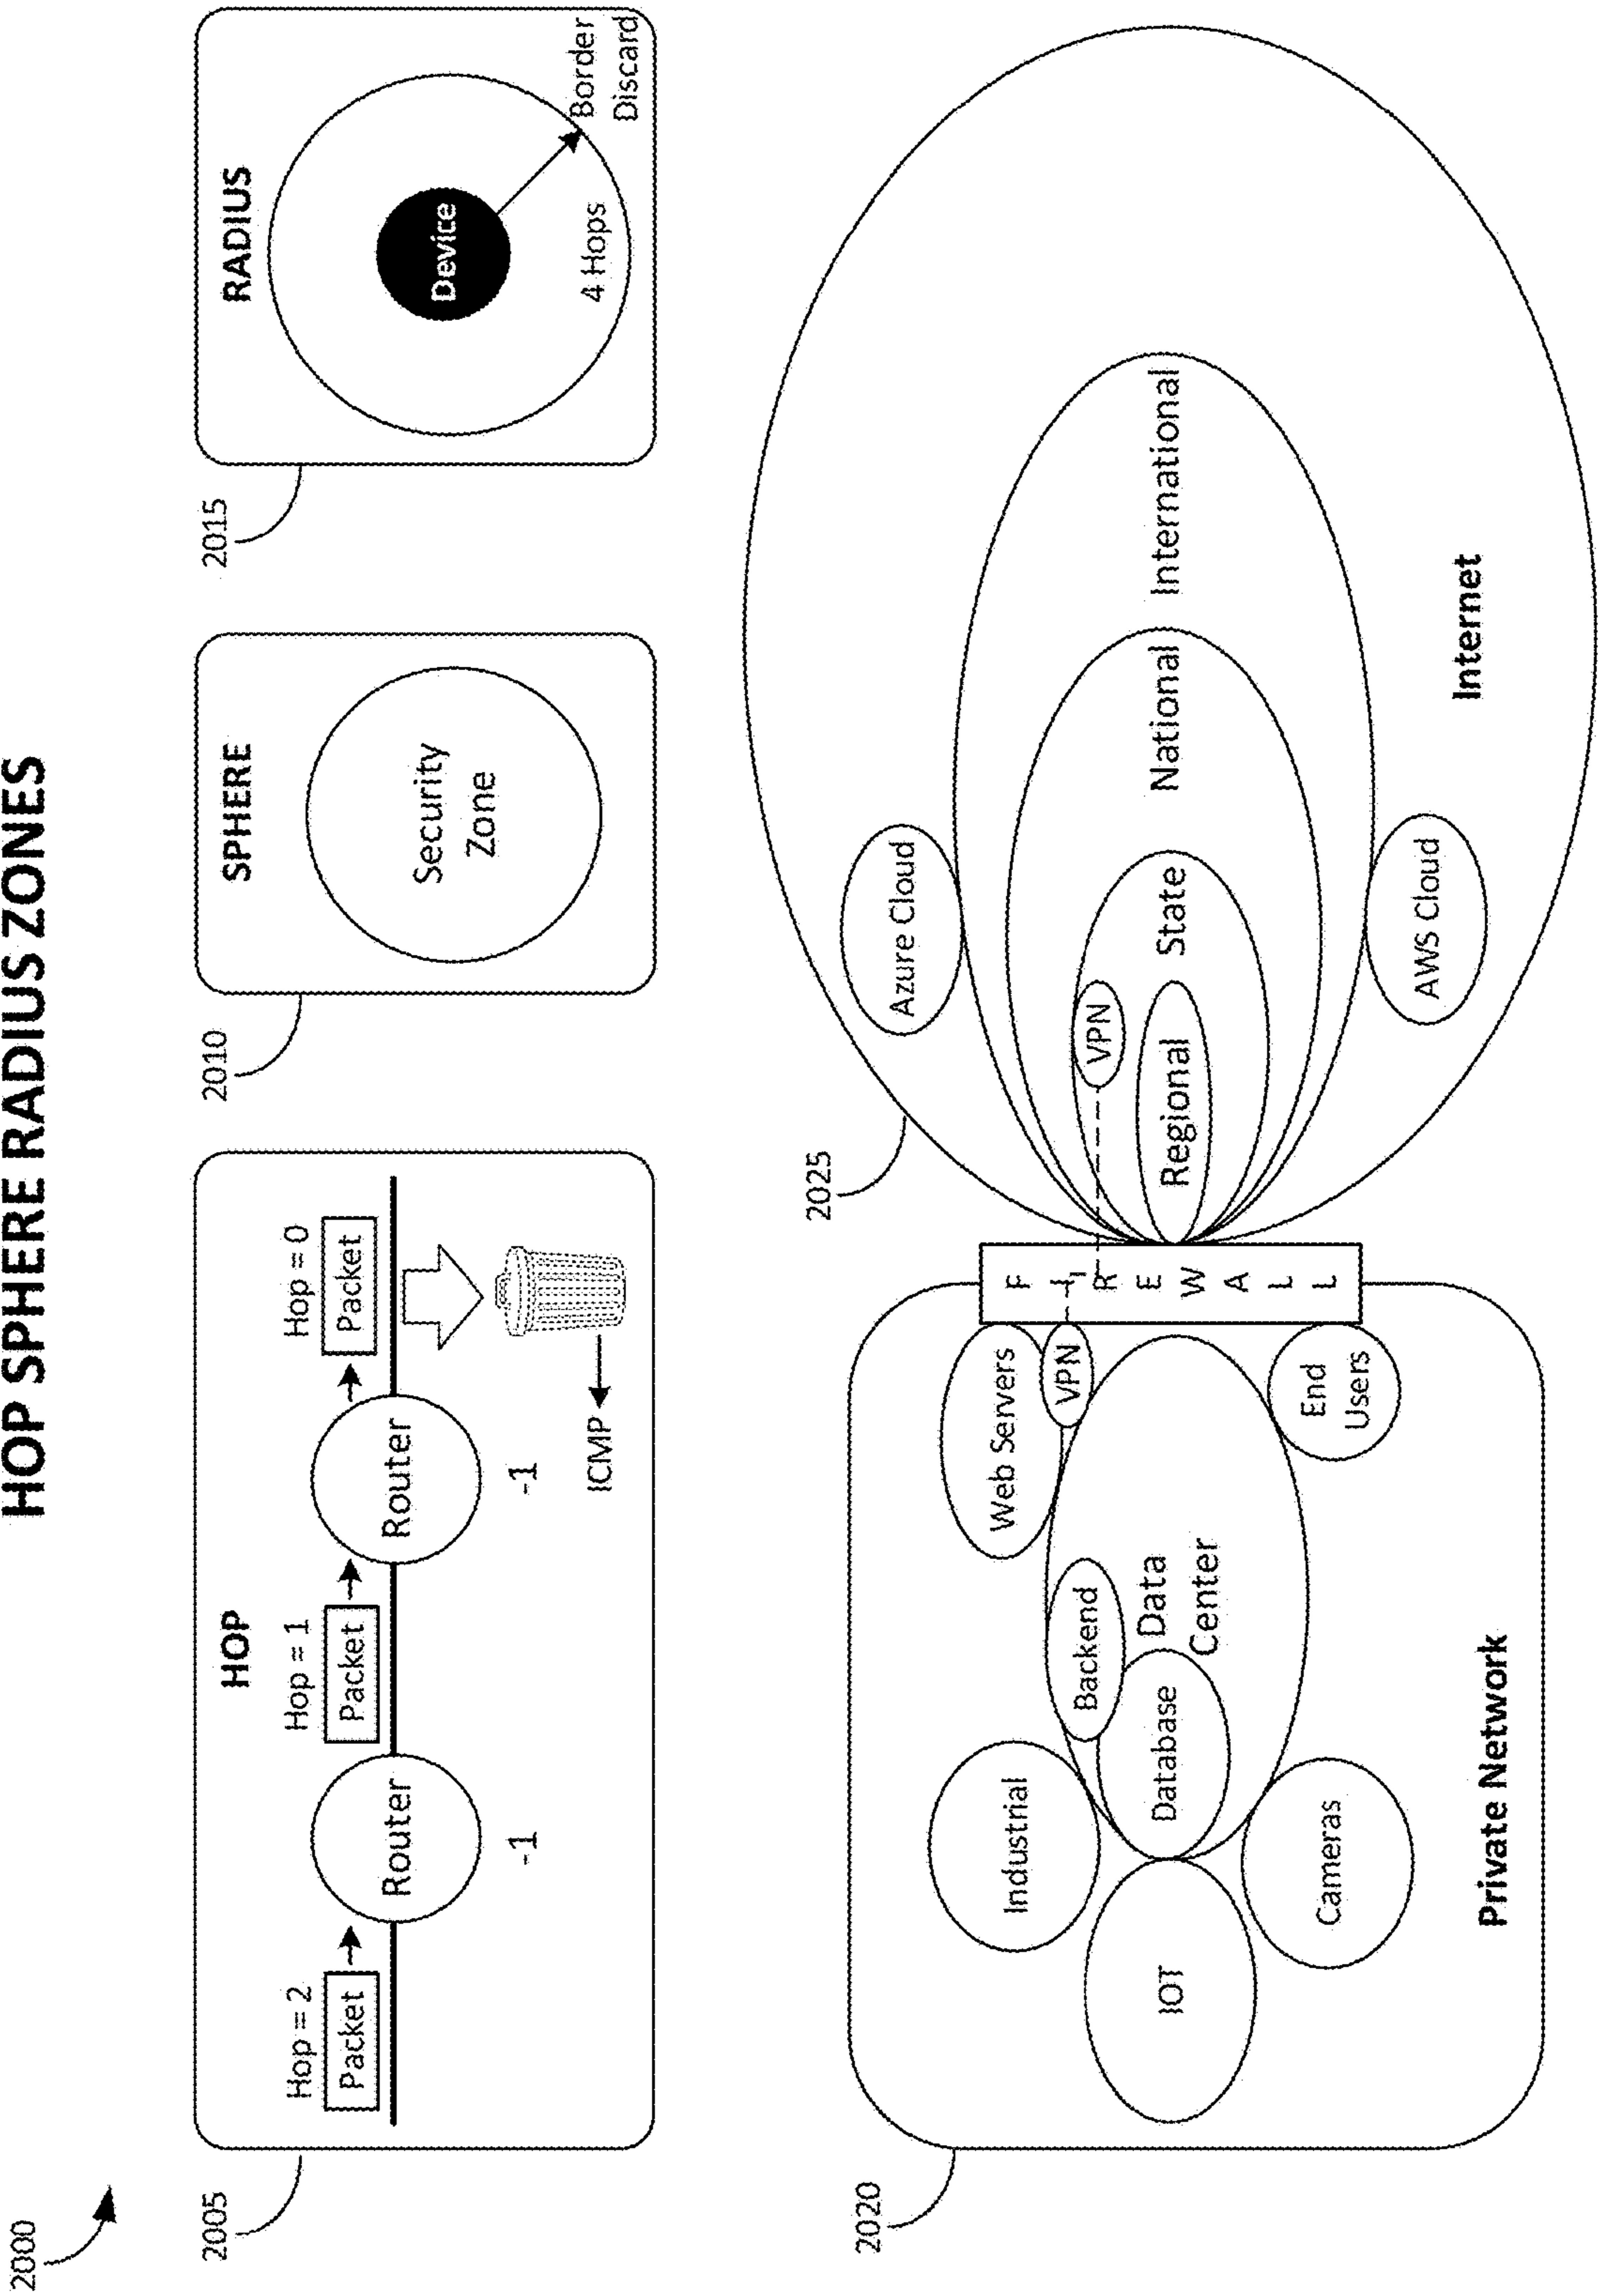 2000
HOP SPHERE RADIUS ZONES
2005
HOP
Hop = 2
Packet
Router
-1
Hop = 1
Packet
Router
-1
Hop = 0
Packet
ICMP
2010
SPHERE
Security
Zone
2015
RADIUS
Device
4 Hops
Border
Discard
2020
Industrial
IOT
Cameras
Backend
Database
Data
Center
Web Servers
VPN
End
Users
Private Network
FIREWALL
2025
VPN
Regional
State
National
International
Azure Cloud
AWS Cloud
Internet